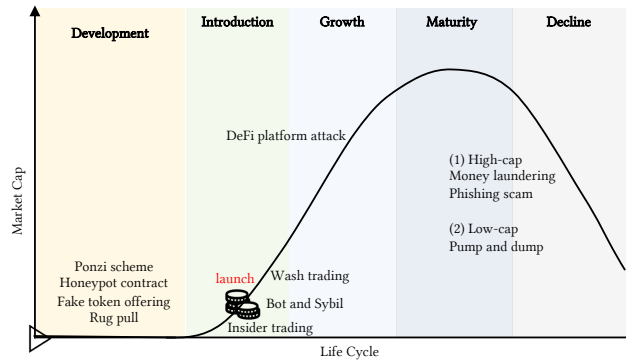 Development
Introduction
Growth
Maturity
Decline
DeFi platform attack
(1) High-cap
Money laundering
Phishing scam
(2) Low-cap
Pump and dump
Ponzi scheme
Honeypot contract
Fake token offering
Rug pull
launch
Wash trading
Bot and Sybil
Insider trading
Market Cap
Life Cycle